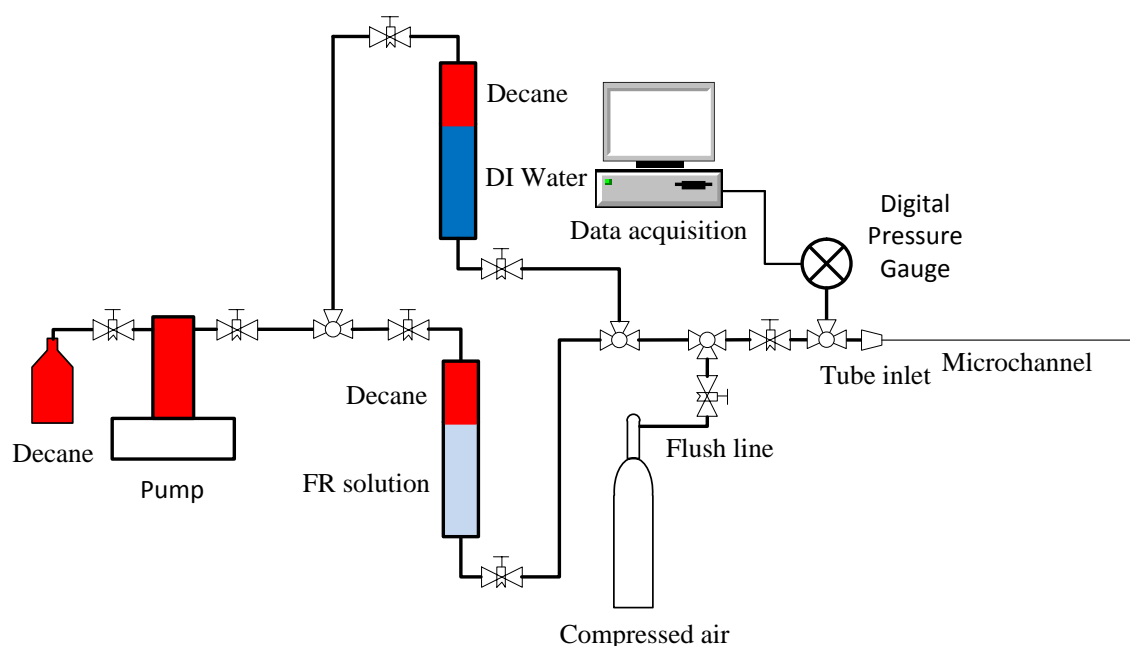 Decane
DI Water
Data acquisition
Digital
Pressure
Gauge
Decane
Pump
Decane
FR solution
Tube inlet
Microchannel
Flush line
Compressed air